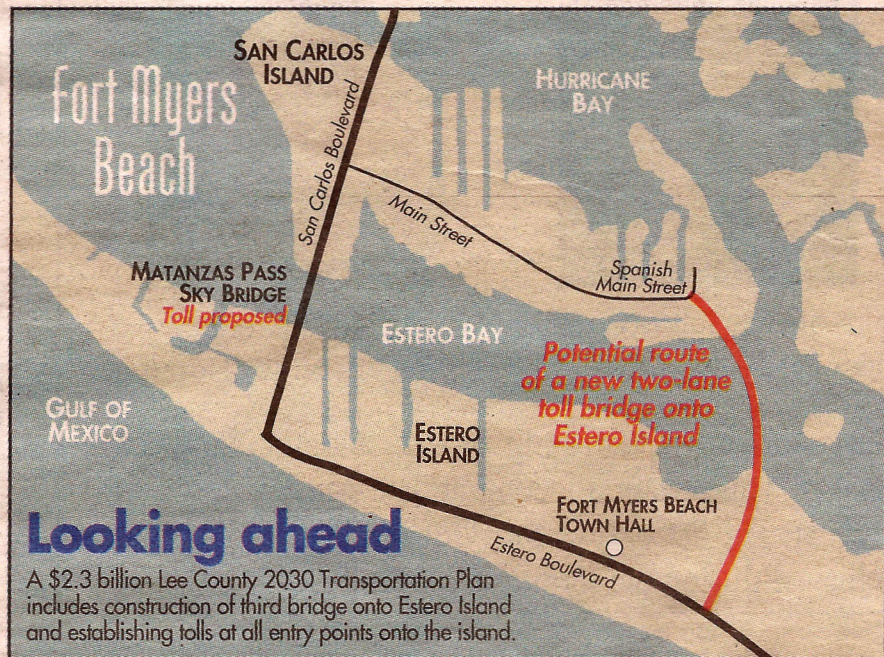 Fort Myers
Beach
SAN CARLOS
ISLAND
HURRICANE
BAY
San Carlos Boulevard
Main Street
Spanish
Main Street
MATANZAS PASS
SKY BRIDGE
Toll proposed
ESTERO BAY
Potential route
of a new two-lane
toll bridge onto
Estero Island
GULF OF
MEXICO
ESTERO
ISLAND
FORT MYERS BEACH
TOWN HALL
Estero Boulevard
Looking ahead
A $2.3 billion Lee County 2030 Transportation Plan
includes construction of third bridge onto Estero Island
and establishing tolls at all entry points onto the island.